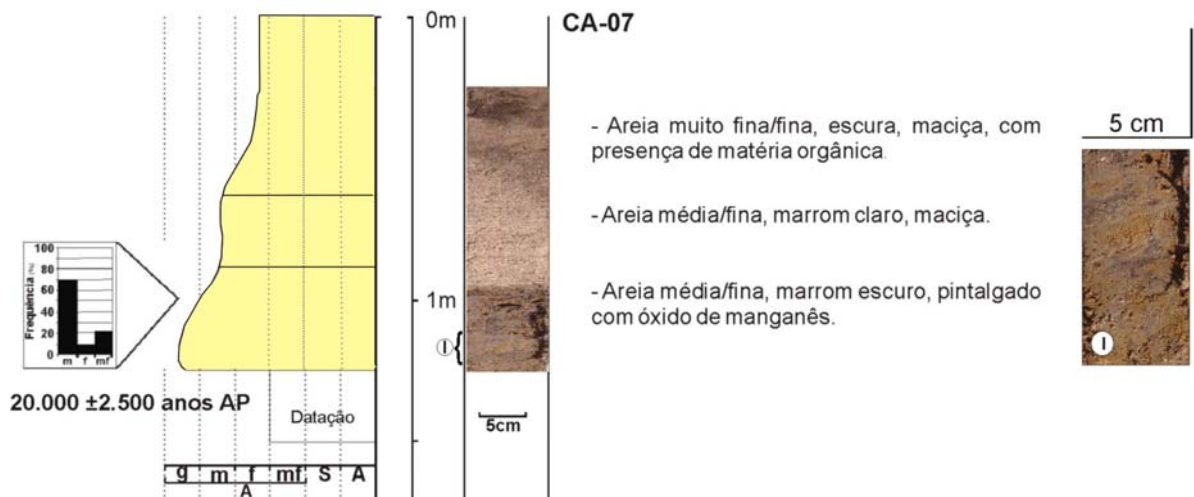 CA-07
0m
- Areia muito fina/fina, escura, maciça, com
presença de matéria orgânica.
- Areia média/fina, marrom claro, maciça.
1m
- Areia média/fina, marrom escuro, pintalgado
com óxido de manganês.
5 cm
I
I
5cm
100
80
60
40
20
0
Frequência (%)
m f mf
20.000 ±2.500 anos AP
Datação
g m f mf S A
A